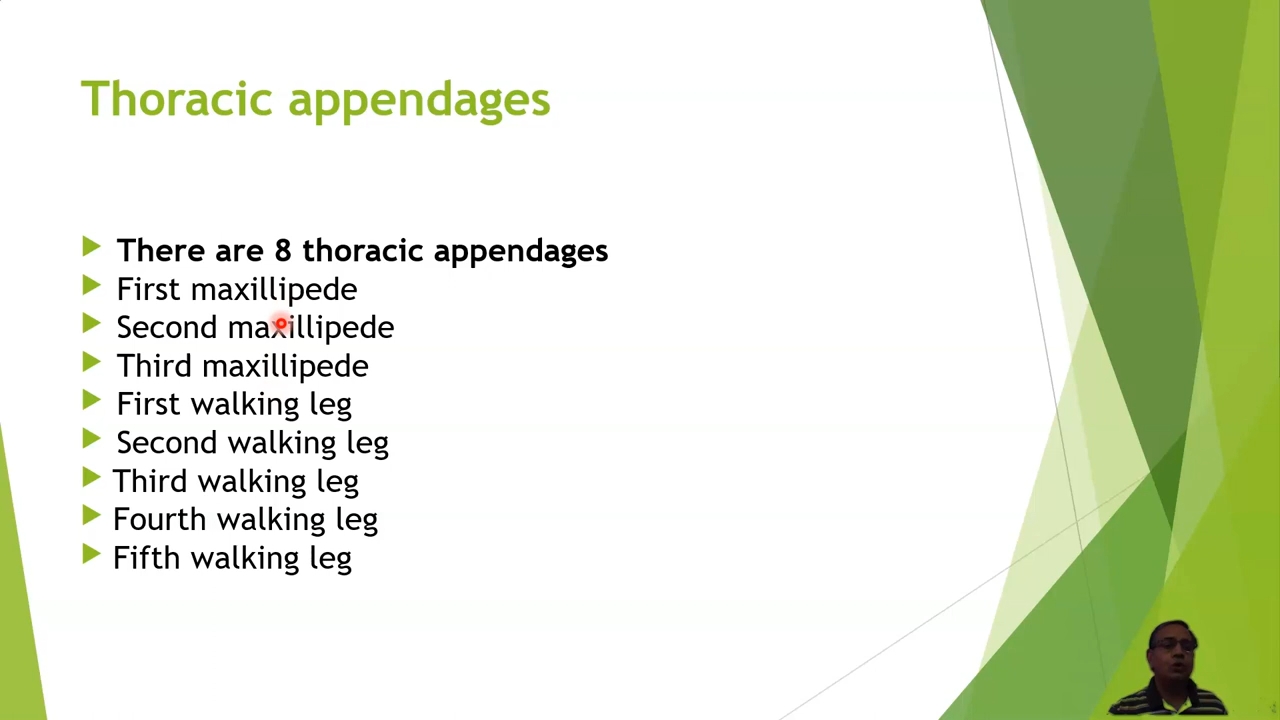 Thoracic appendages
There are 8 thoracic appendages
First maxillipede
Second maxillipede
Third maxillipede
First walking leg
Second walking leg
Third walking leg
Fourth walking leg
Fifth walking leg